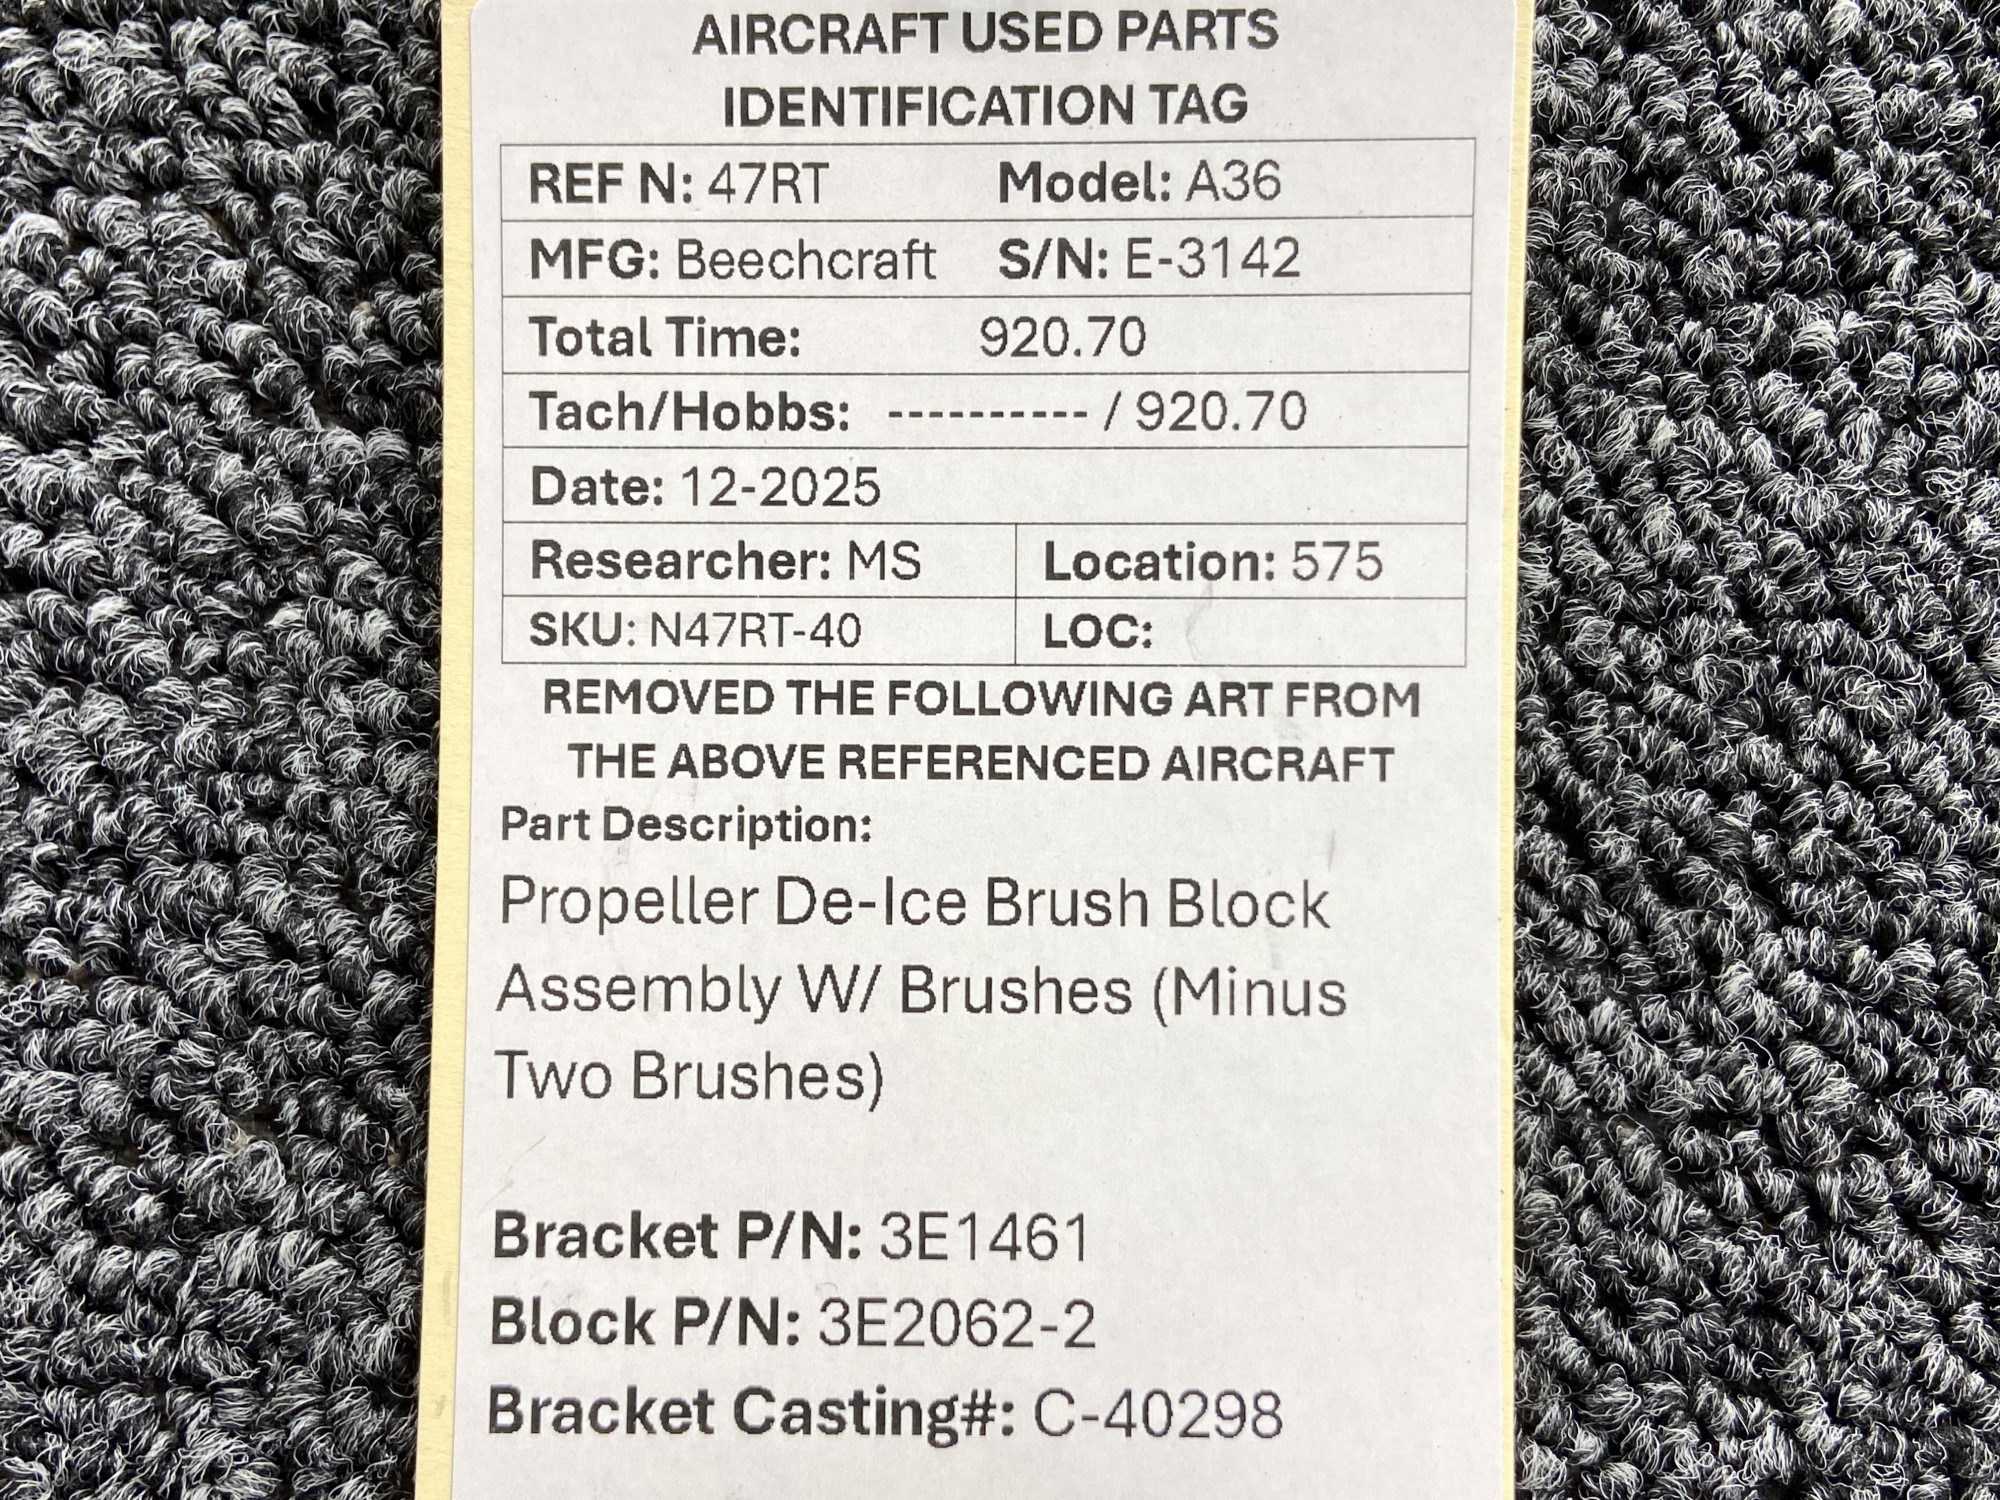 AIRCRAFT USED PARTS
IDENTIFICATION TAG
REF N: 47RT Model: A36
MFG: Beechcraft S/N: E-3142
Total Time: 920.70
Tach/Hobbs: ---------- / 920.70
Date: 12-2025
Researcher: MS Location: 575
SKU: N47RT-40 LOC:
REMOVED THE FOLLOWING ART FROM
THE ABOVE REFERENCED AIRCRAFT
Part Description:
Propeller De-Ice Brush Block
Assembly W/ Brushes (Minus
Two Brushes)
Bracket P/N: 3E1461
Block P/N: 3E2062-2
Bracket Casting#: C-40298